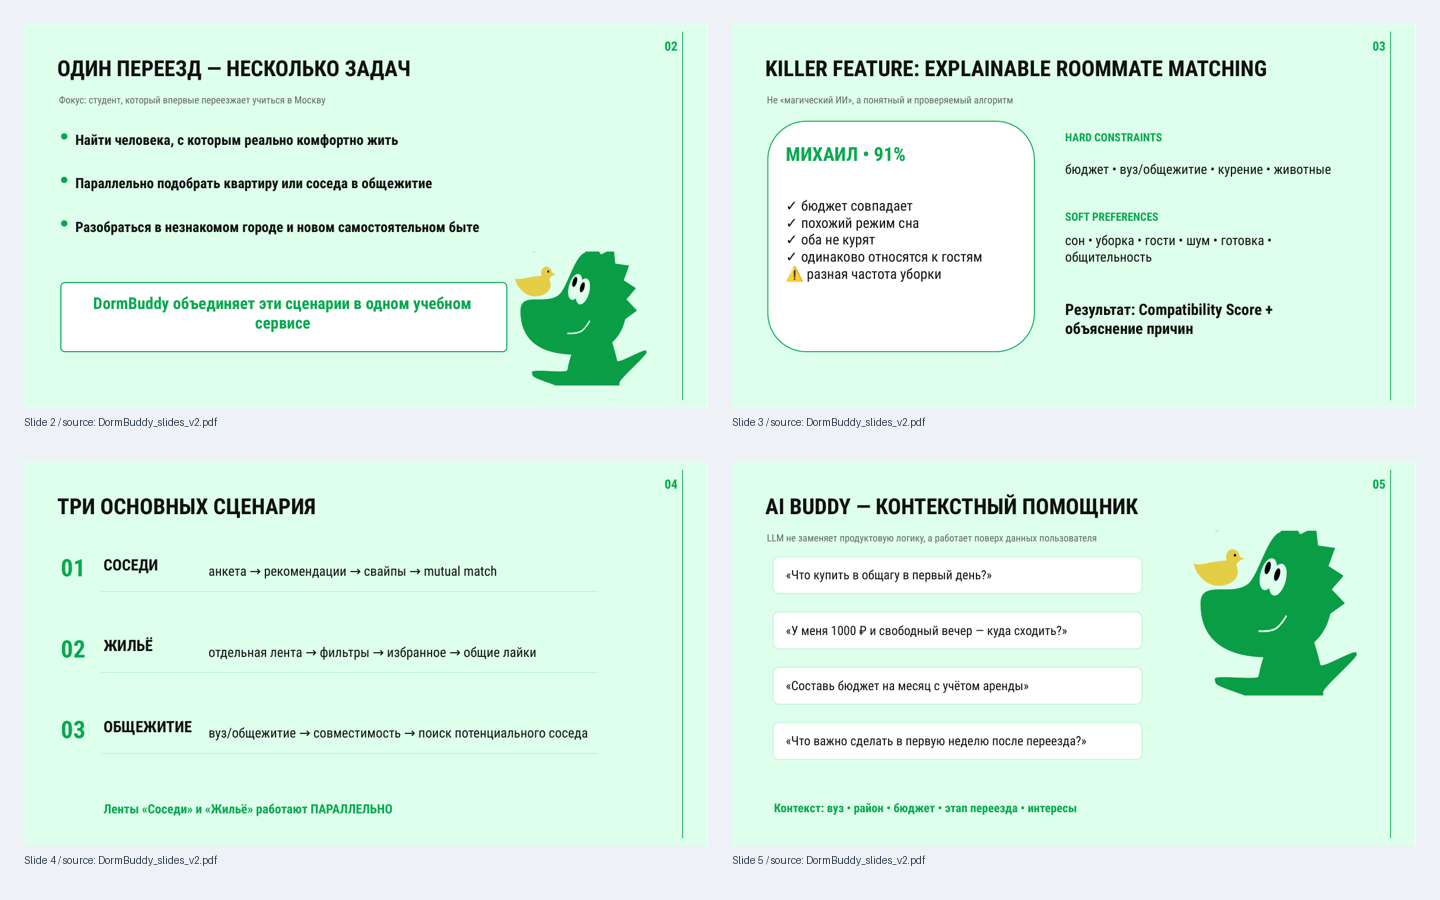 02
ОДИН ПЕРЕЕЗД — НЕСКОЛЬКО ЗАДАЧ
Фокус: студент, который впервые переезжает учиться в Москву
• Найти человека, с которым реально комфортно жить
• Параллельно подобрать квартиру или соседа в общежитие
• Разобраться в незнакомом городе и новом самостоятельном быте
DormBuddy объединяет эти сценарии в одном учебном
сервисе
Slide 2 / source: DormBuddy_slides_v2.pdf
03
KILLER FEATURE: EXPLAINABLE ROOMMATE MATCHING
Не «магический ИИ», а понятный и проверяемый алгоритм
МИХАИЛ • 91%
✓ бюджет совпадает
✓ похожий режим сна
✓ оба не курят
✓ одинаково относятся к гостям
⚠️ разная частота уборки
HARD CONSTRAINTS
бюджет • вуз/общежитие • курение • животные
SOFT PREFERENCES
сон • уборка • гости • шум • готовка •
общительность
Результат: Compatibility Score +
объяснение причин
Slide 3 / source: DormBuddy_slides_v2.pdf
04
ТРИ ОСНОВНЫХ СЦЕНАРИЯ
01 СОСЕДИ анкета → рекомендации → свайпы → mutual match
02 ЖИЛЬЁ отдельная лента → фильтры → избранное → общие лайки
03 ОБЩЕЖИТИЕ вуз/общежитие → совместимость → поиск потенциального соседа
Ленты «Соседи» и «Жильё» работают ПАРАЛЛЕЛЬНО
Slide 4 / source: DormBuddy_slides_v2.pdf
05
AI BUDDY — КОНТЕКСТНЫЙ ПОМОЩНИК
LLM не заменяет продуктовую логику, а работает поверх данных пользователя
«Что купить в общагу в первый день?»
«У меня 1000 ₽ и свободный вечер — куда сходить?»
«Составь бюджет на месяц с учётом аренды»
«Что важно сделать в первую неделю после переезда?»
Контекст: вуз • район • бюджет • этап переезда • интересы
Slide 5 / source: DormBuddy_slides_v2.pdf